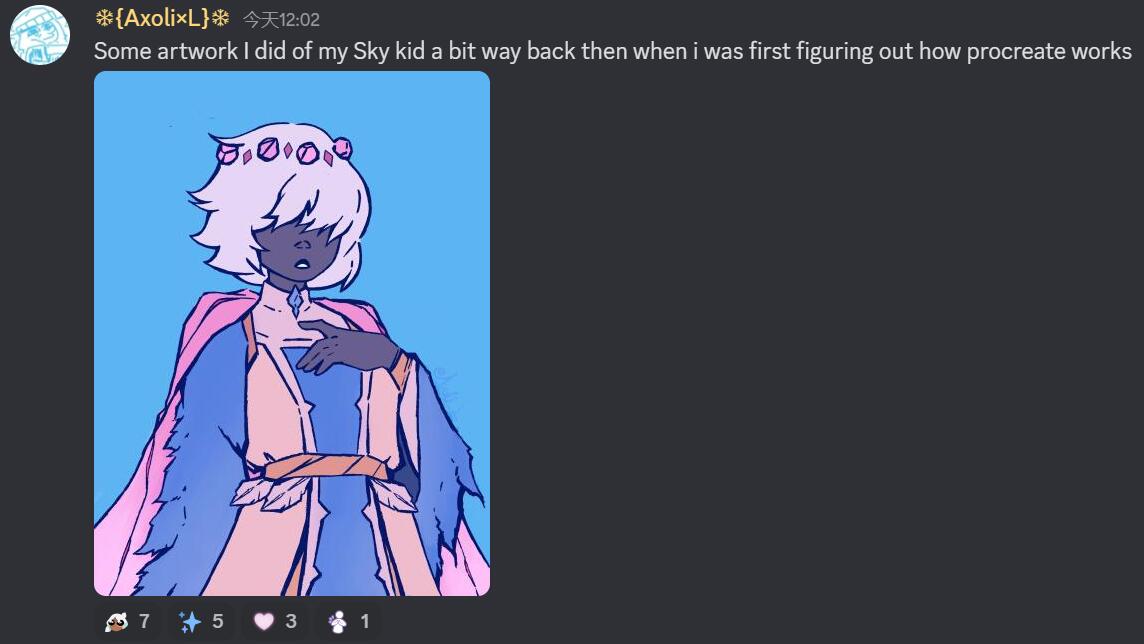 ❄{Axoli×L}❄ 今天12:02
Some artwork I did of my Sky kid a bit way back then when i was first figuring out how procreate works
7 5 3 1